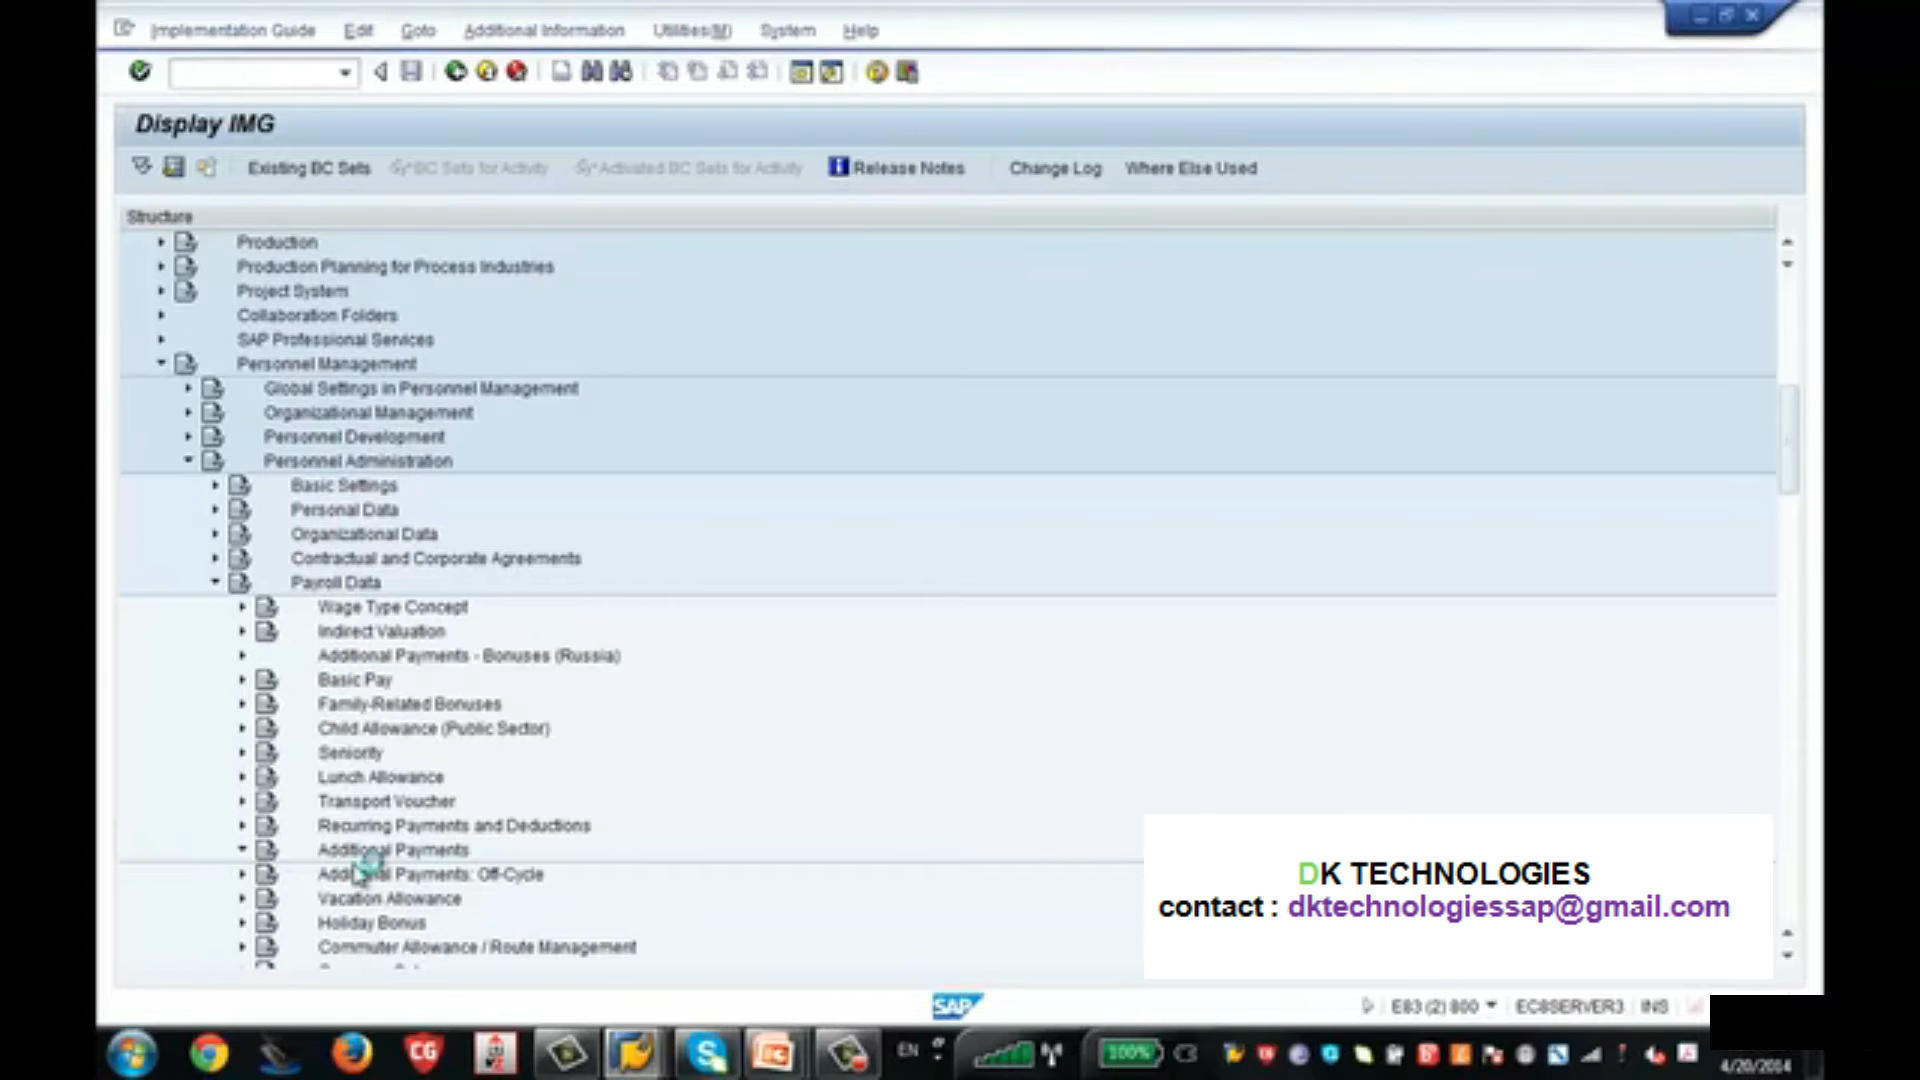 Implementation Guide Edit Goto Additional Information Utilities(M) System Help
Display IMG
Existing BC Sets BC Sets for Activity Activated BC Sets for Activity i Release Notes Change Log Where Else Used
Structure
Production
Production Planning for Process Industries
Project System
Collaboration Folders
SAP Professional Services
Personnel Management
Global Settings in Personnel Management
Organizational Management
Personnel Development
Personnel Administration
Basic Settings
Personal Data
Organizational Data
Contractual and Corporate Agreements
Payroll Data
Wage Type Concept
Indirect Valuation
Additional Payments - Bonuses (Russia)
Basic Pay
Family-Related Bonuses
Child Allowance (Public Sector)
Seniority
Lunch Allowance
Transport Voucher
Recurring Payments and Deductions
Additional Payments
Additional Payments: Off-Cycle
Vacation Allowance
Holiday Bonus
Commuter Allowance / Route Management
DK TECHNOLOGIES
contact : dktechnologiessap@gmail.com
SAP E83 (2) 800 EC8SERVER3 INS
CG EN 100%
4/20/2014